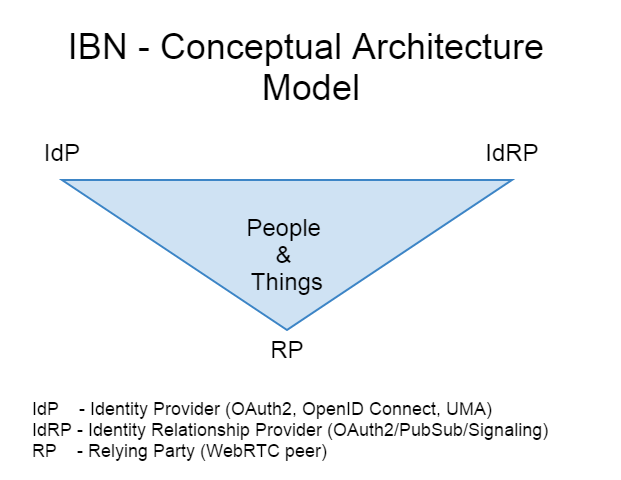 IBN - Conceptual Architecture
Model
IdP
IdRP
People
&
Things
RP
IdP - Identity Provider (OAuth2, OpenID Connect, UMA)
IdRP - Identity Relationship Provider (OAuth2/PubSub/Signaling)
RP - Relying Party (WebRTC peer)